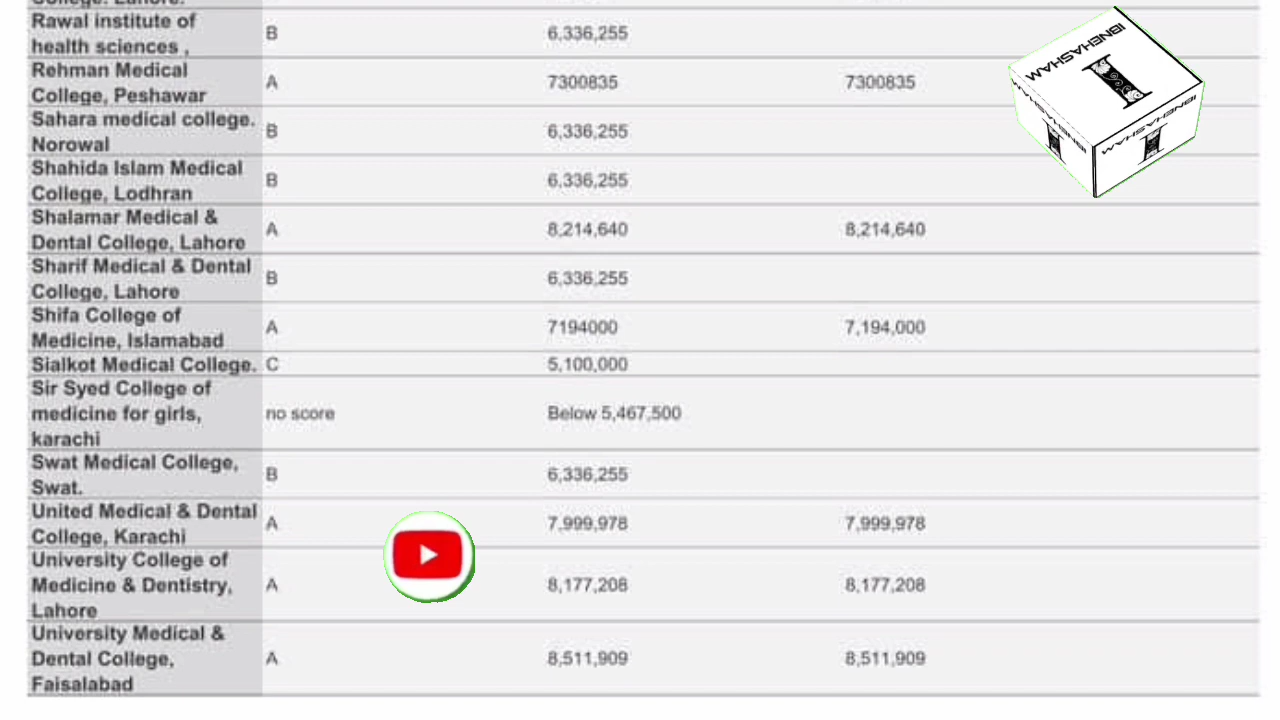 College. Lahore.
Rawal institute of
health sciences , B 6,336,255
Rehman Medical
College, Peshawar A 7300835 7300835
Sahara medical college.
Norowal B 6,336,255
Shahida Islam Medical
College, Lodhran B 6,336,255
Shalamar Medical &
Dental College, Lahore A 8,214,640 8,214,640
Sharif Medical & Dental
College, Lahore B 6,336,255
Shifa College of
Medicine, Islamabad A 7194000 7,194,000
Sialkot Medical College. C 5,100,000
Sir Syed College of
medicine for girls, no score Below 5,467,500
karachi
Swat Medical College,
Swat. B 6,336,255
United Medical & Dental
College, Karachi A 7,999,978 7,999,978
University College of
Medicine & Dentistry, A 8,177,208 8,177,208
Lahore
University Medical &
Dental College, A 8,511,909 8,511,909
Faisalabad
IBNEHASHAM
I
IBNEHASHAM
I
IBNEHASHAM
I